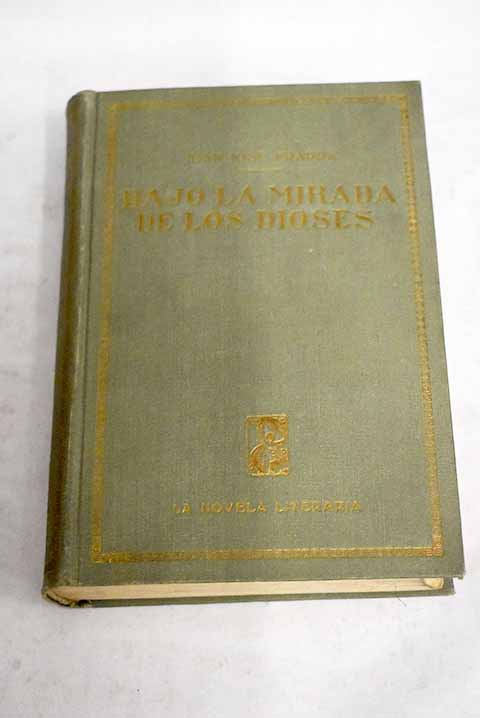 BAJO LA MIRADA
DE LOS DIOSES
LA NOVELA LITERARIA